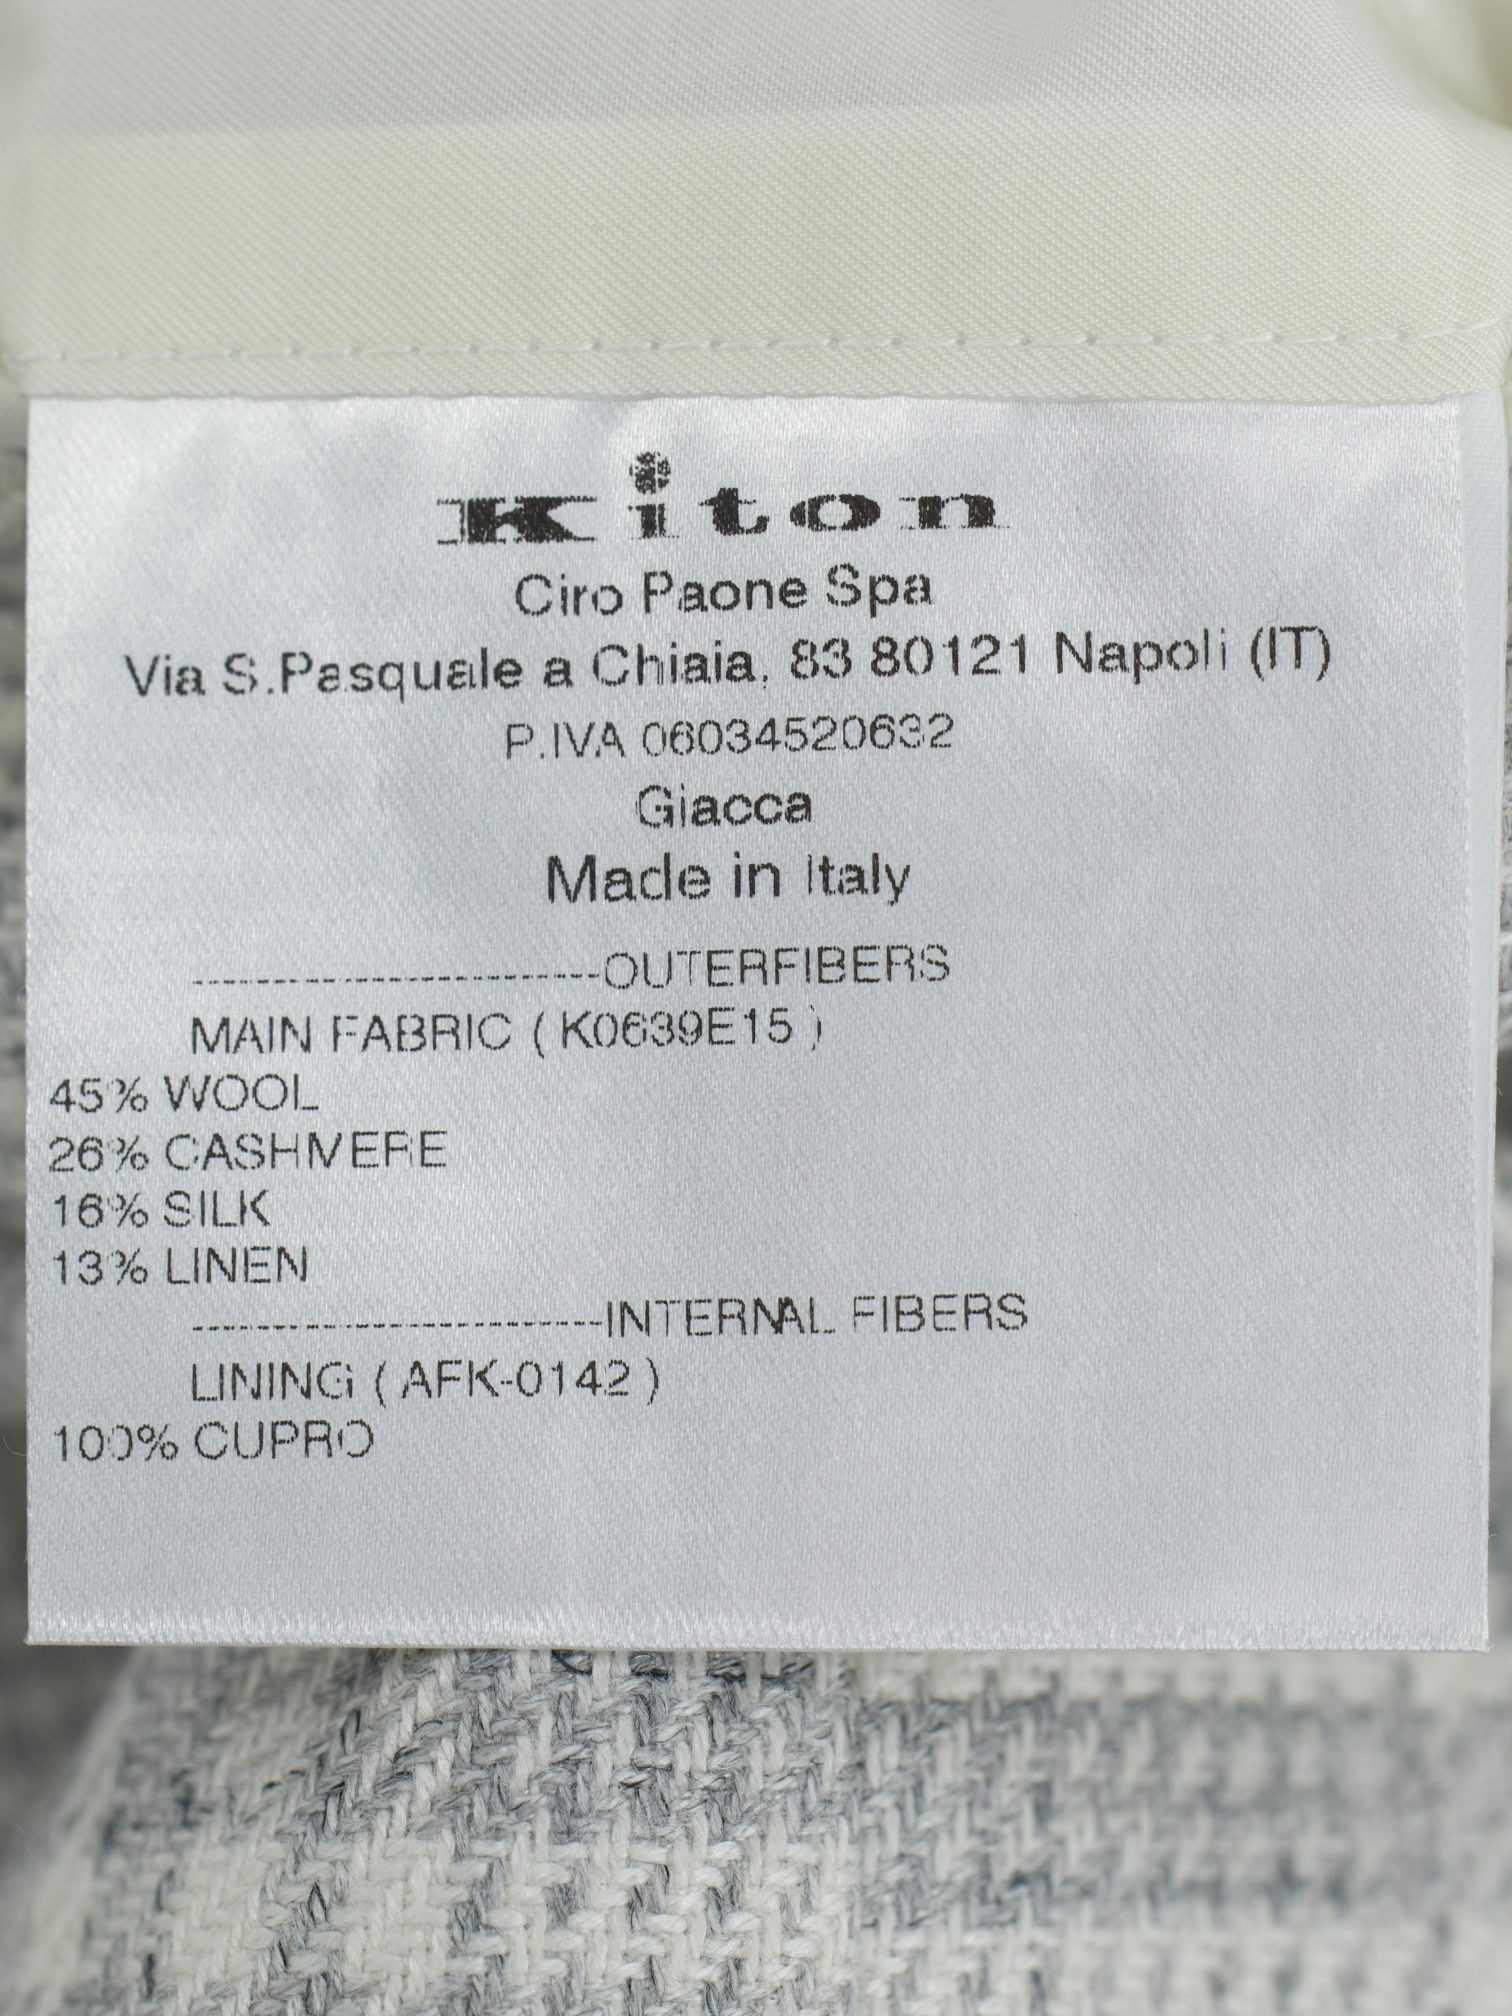 Kiton
Ciro Paone Spa
Via S.Pasquale a Chiaia, 83 80121 Napoli (IT)
P.IVA 06034520632
Giacca
Made in Italy
-------------------------OUTERFIBERS
MAIN FABRIC ( K0639E15 )
45% WOOL
26% CASHMERE
16% SILK
13% LINEN
-------------------------INTERNAL FIBERS
LINING ( AFK-0142 )
100% CUPRO